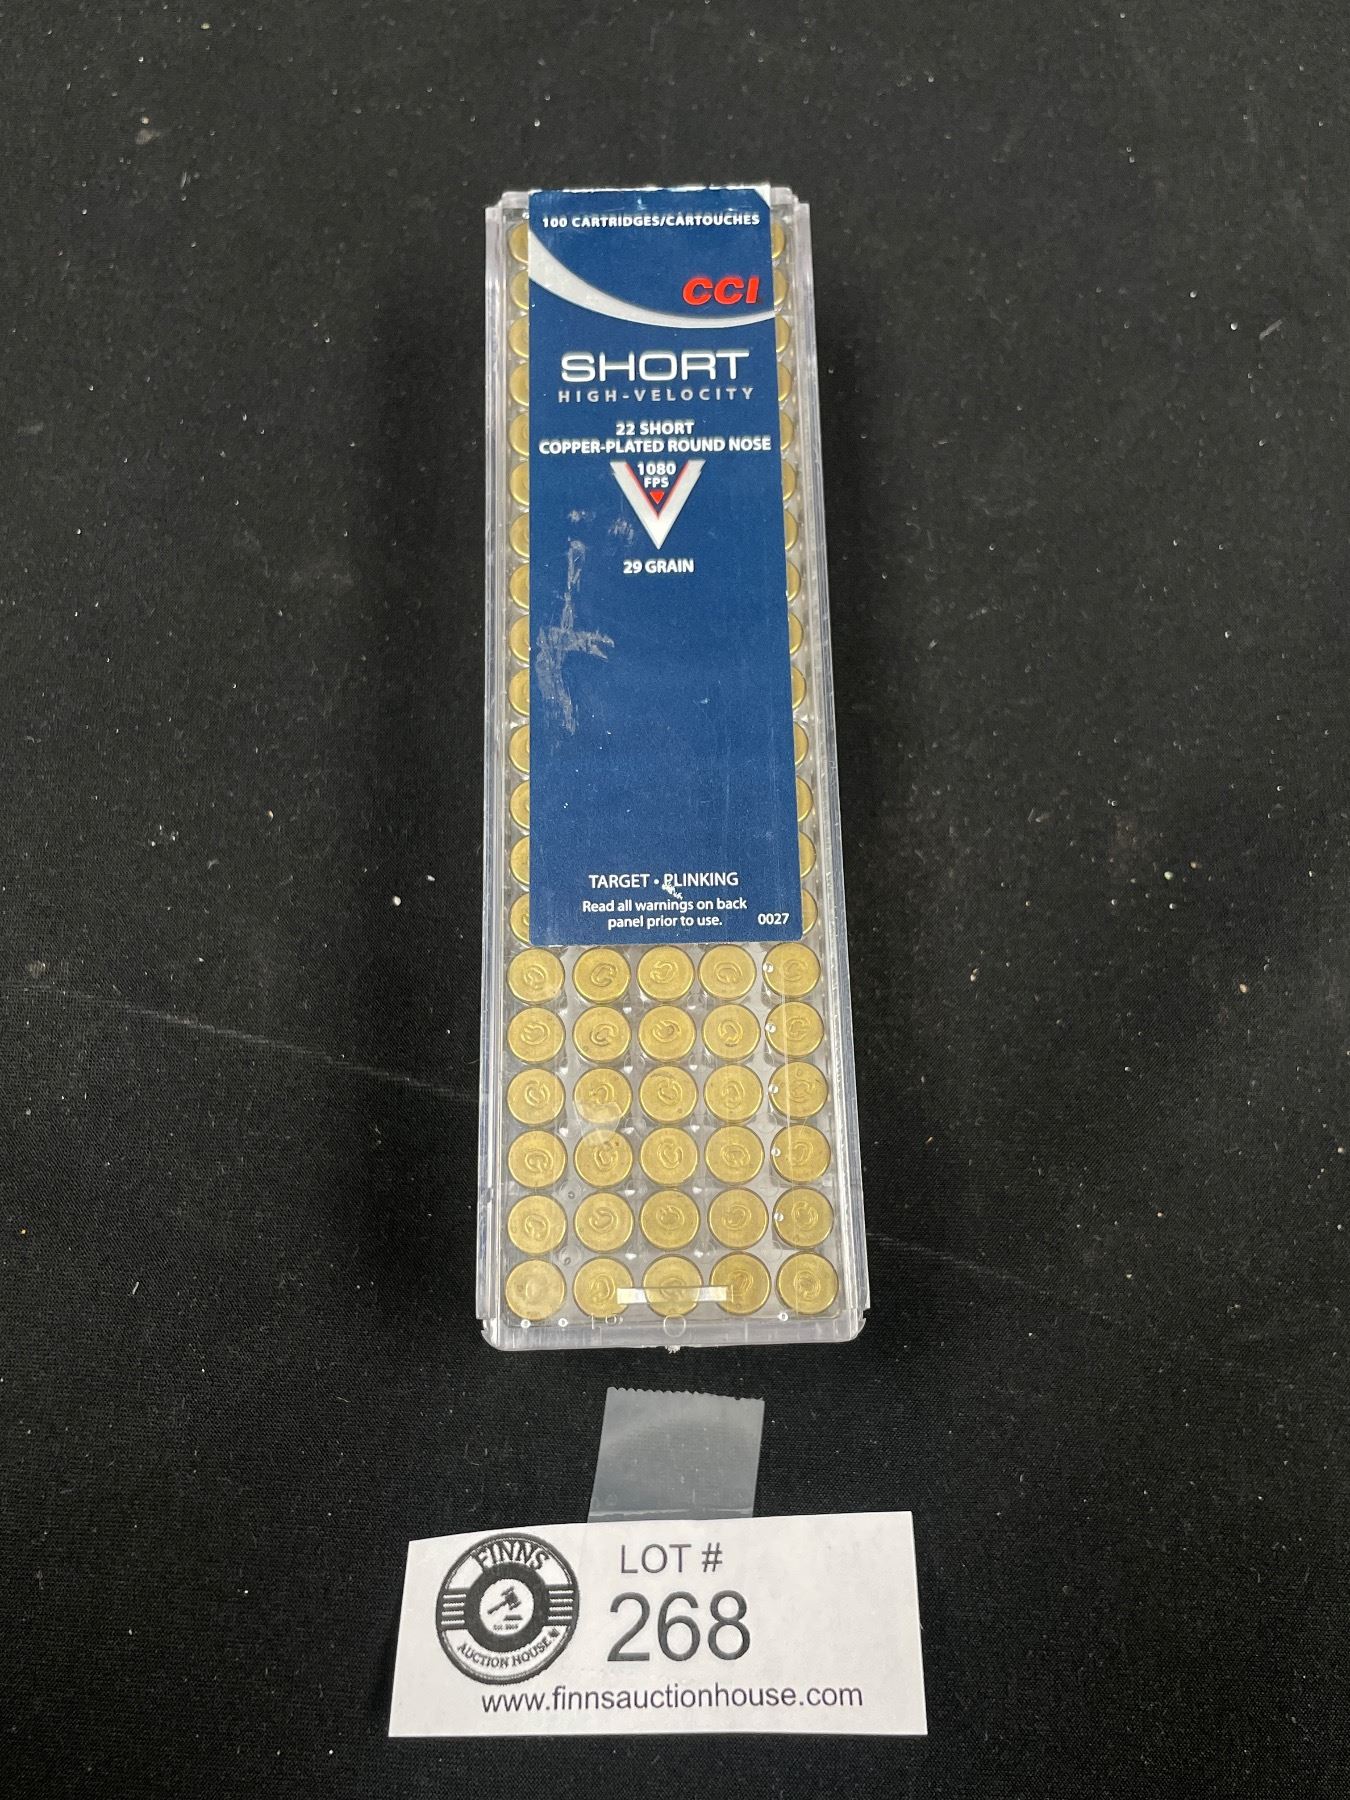 100 CARTRIDGES/CARTOUCHES
CCI
SHORT
HIGH-VELOCITY
22 SHORT
COPPER-PLATED ROUND NOSE
1080
FPS
29 GRAIN
TARGET • PLINKING
Read all warnings on back
panel prior to use.
0027
FINNS
AUCTION HOUSE
LOT #
268
www.finnsauctionhouse.com